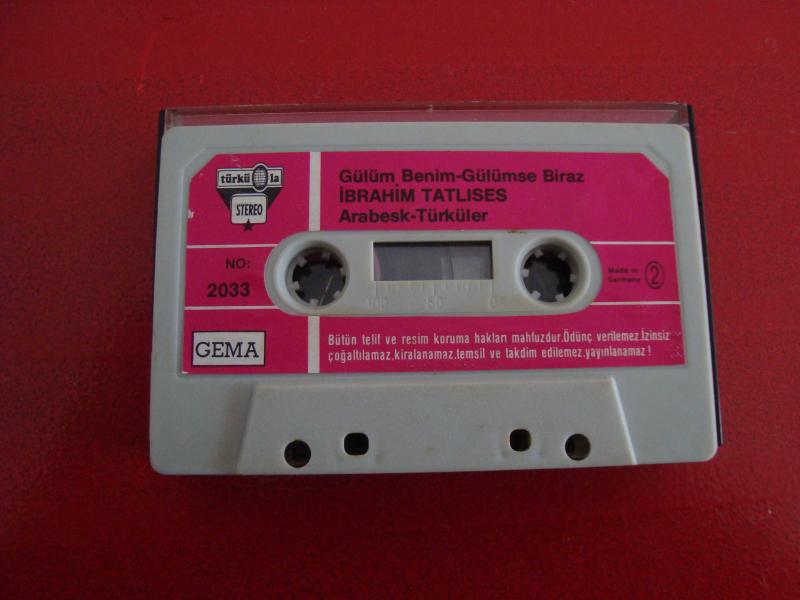 türkü la
STEREO
Gülüm Benim-Gülümse Biraz
İBRAHİM TATLISES
Arabesk-Türküler
NO:
2033
100 50 0
Made in
Germany
2
GEMA
Bütün telif ve resim koruma hakları mahfuzdur.Ödünç verilemez.İzinsiz
çoğaltılamaz,kiralanamaz,temsil ve takdim edilemez,yayınlanamaz!